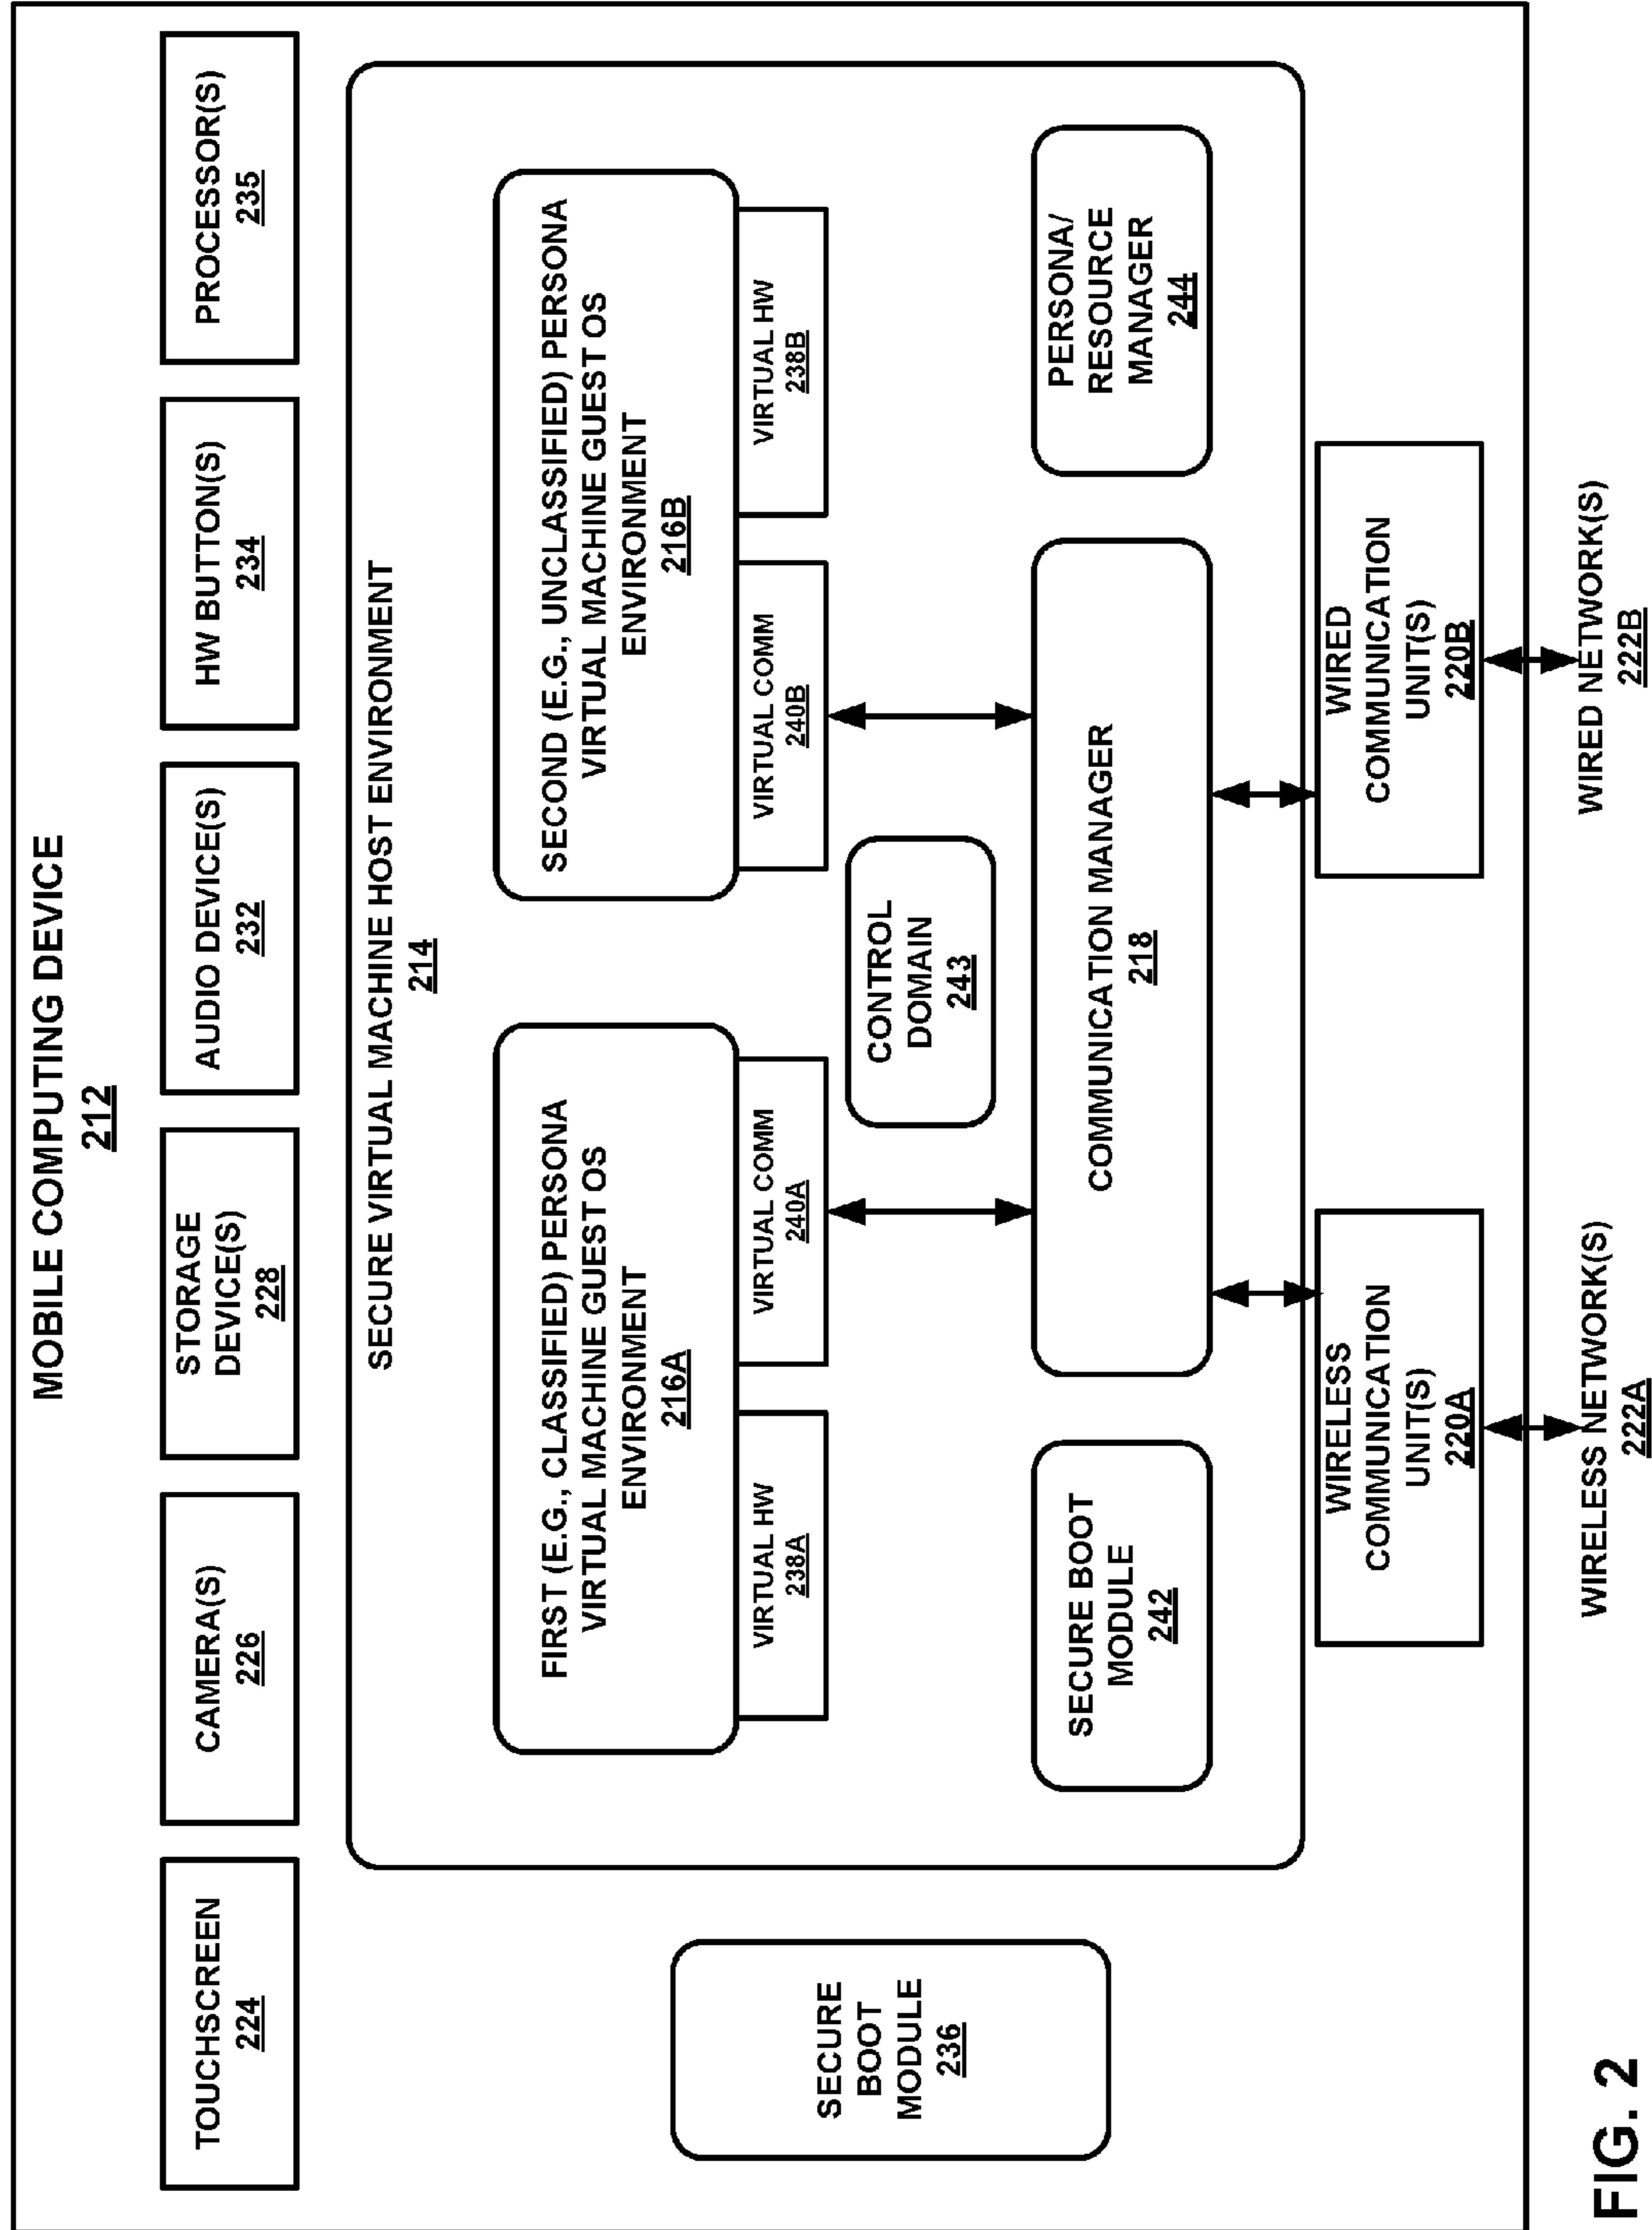 MOBILE COMPUTING DEVICE
212
TOUCHSCREEN
224
CAMERA(S)
226
STORAGE
DEVICE(S)
228
AUDIO DEVICE(S)
232
HW BUTTON(S)
234
PROCESSOR(S)
235
SECURE VIRTUAL MACHINE HOST ENVIRONMENT
214
FIRST (E.G., CLASSIFIED) PERSONA
VIRTUAL MACHINE GUEST OS
ENVIRONMENT
216A
VIRTUAL HW
238A
VIRTUAL COMM
240A
SECOND (E.G., UNCLASSIFIED) PERSONA
VIRTUAL MACHINE GUEST OS
ENVIRONMENT
216B
VIRTUAL COMM
240B
VIRTUAL HW
238B
SECURE
BOOT
MODULE
236
CONTROL
DOMAIN
243
SECURE BOOT
MODULE
242
COMMUNICATION MANAGER
218
PERSONA/
RESOURCE
MANAGER
244
WIRELESS
COMMUNICATION
UNIT(S)
220A
WIRED
COMMUNICATION
UNIT(S)
220B
WIRELESS NETWORK(S)
222A
WIRED NETWORK(S)
222B
FIG. 2